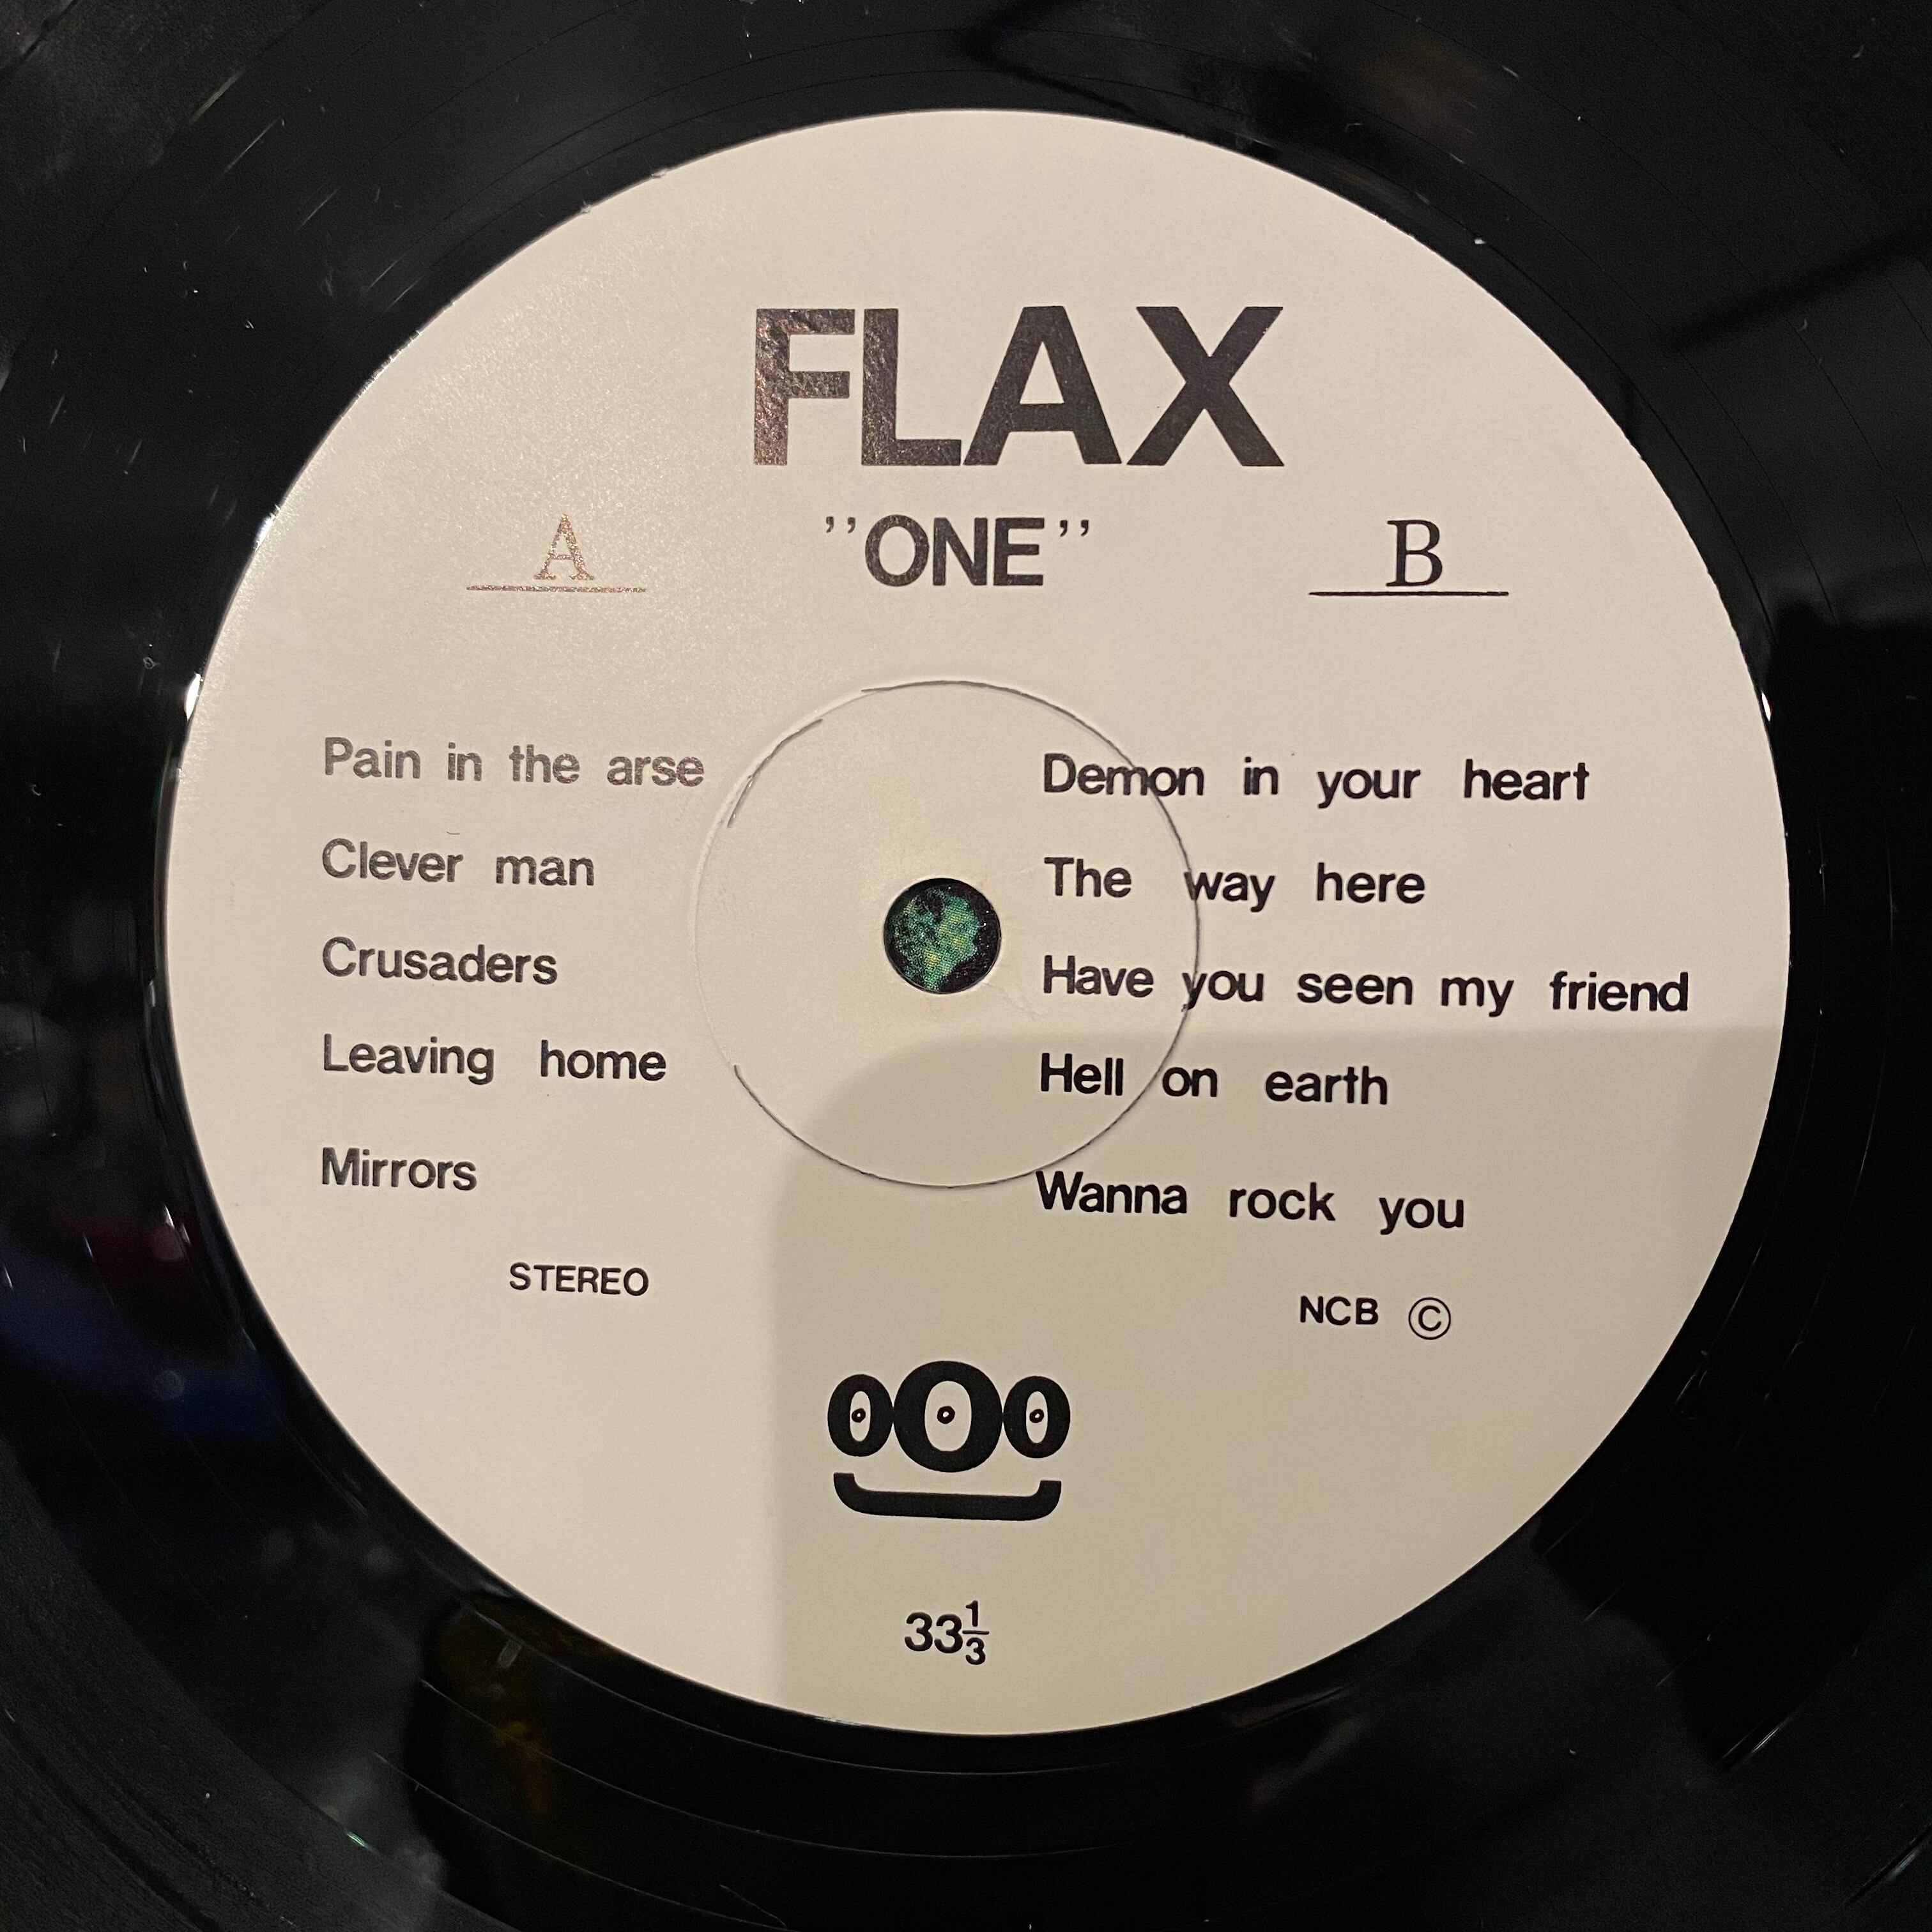 FLAX
"ONE"
A
Pain in the arse
Clever man
Crusaders
Leaving home
Mirrors
STEREO
B
Demon in your heart
The way here
Have you seen my friend
Hell on earth
Wanna rock you
NCB ©
oOo
33⅓